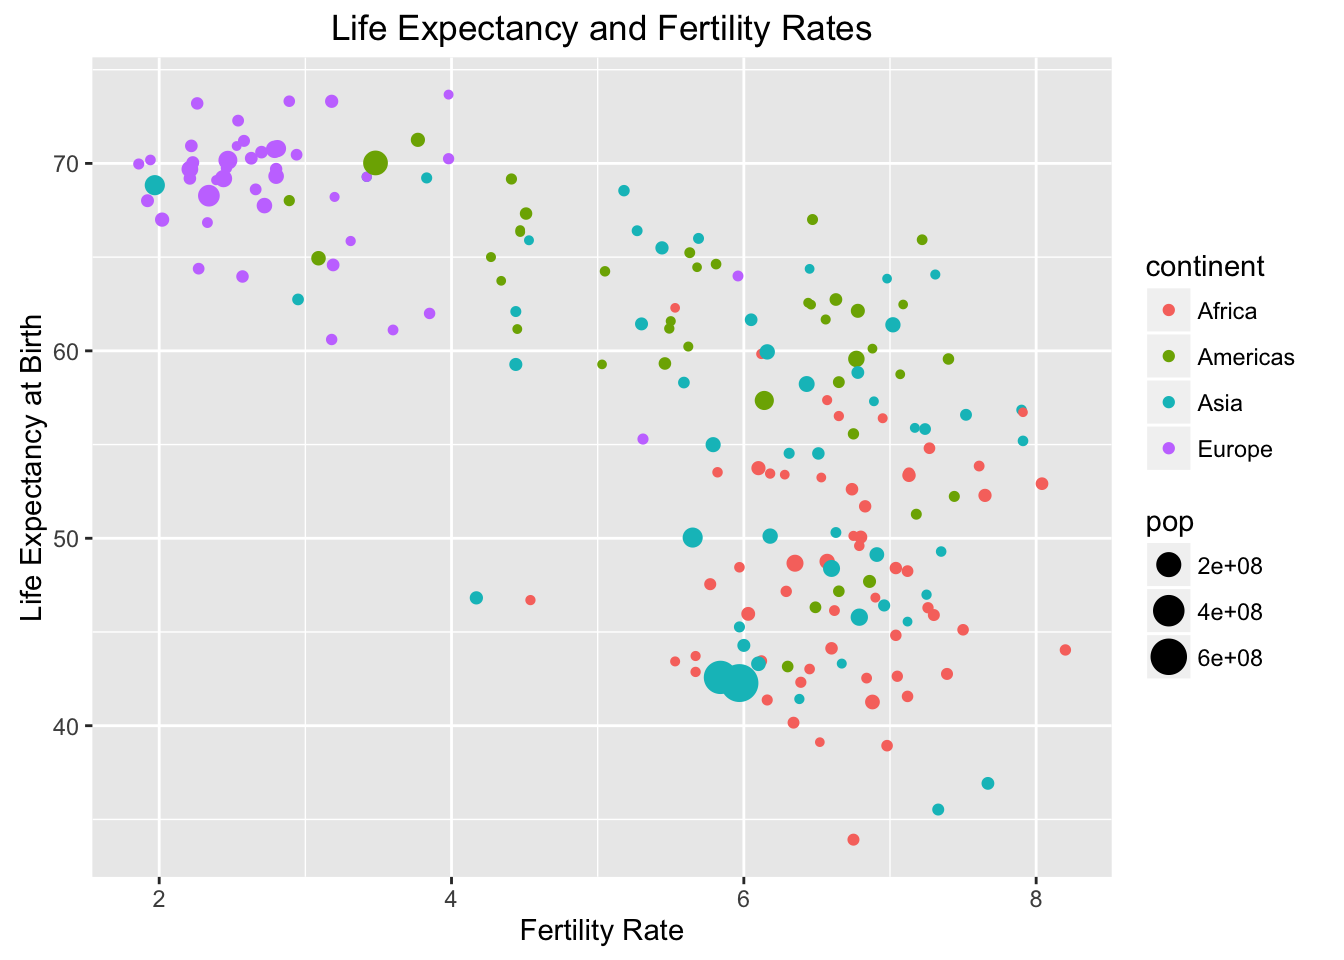 Life Expectancy and Fertility Rates
70
60
50
40
Life Expectancy at Birth
2 4 6 8
Fertility Rate
continent
Africa
Americas
Asia
Europe
pop
2e+08
4e+08
6e+08